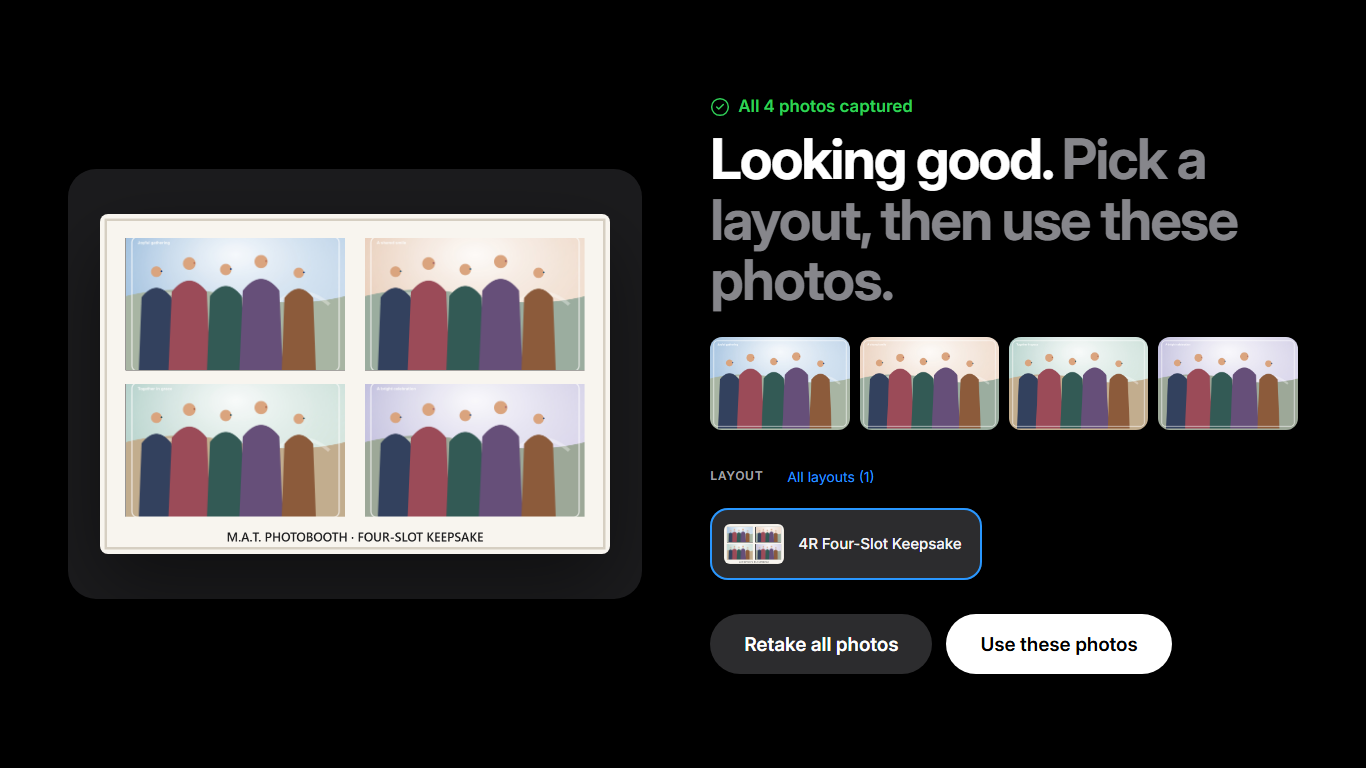 All 4 photos captured
Looking good. Pick a
layout, then use these
photos.
LAYOUT
All layouts (1)
4R Four-Slot Keepsake
Retake all photos
Use these photos
M.A.T. PHOTOBOOTH · FOUR-SLOT KEEPSAKE